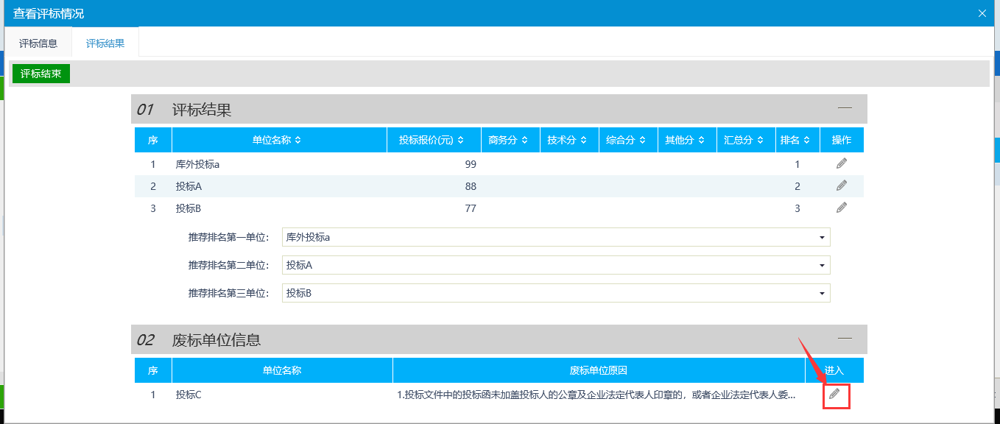 查看评标情况
评标信息 评标结果
评标结束
01 评标结果
序 单位名称 投标报价(元) 商务分 技术分 综合分 其他分 汇总分 排名 操作
1 库外投标a 99 1
2 投标A 88 2
3 投标B 77 3
推荐排名第一单位： 库外投标a
推荐排名第二单位： 投标A
推荐排名第三单位： 投标B
02 废标单位信息
序 单位名称 废标单位原因 进入
1 投标C 1.投标文件中的投标函未加盖投标人的公章及企业法定代表人印章的，或者企业法定代表人委...